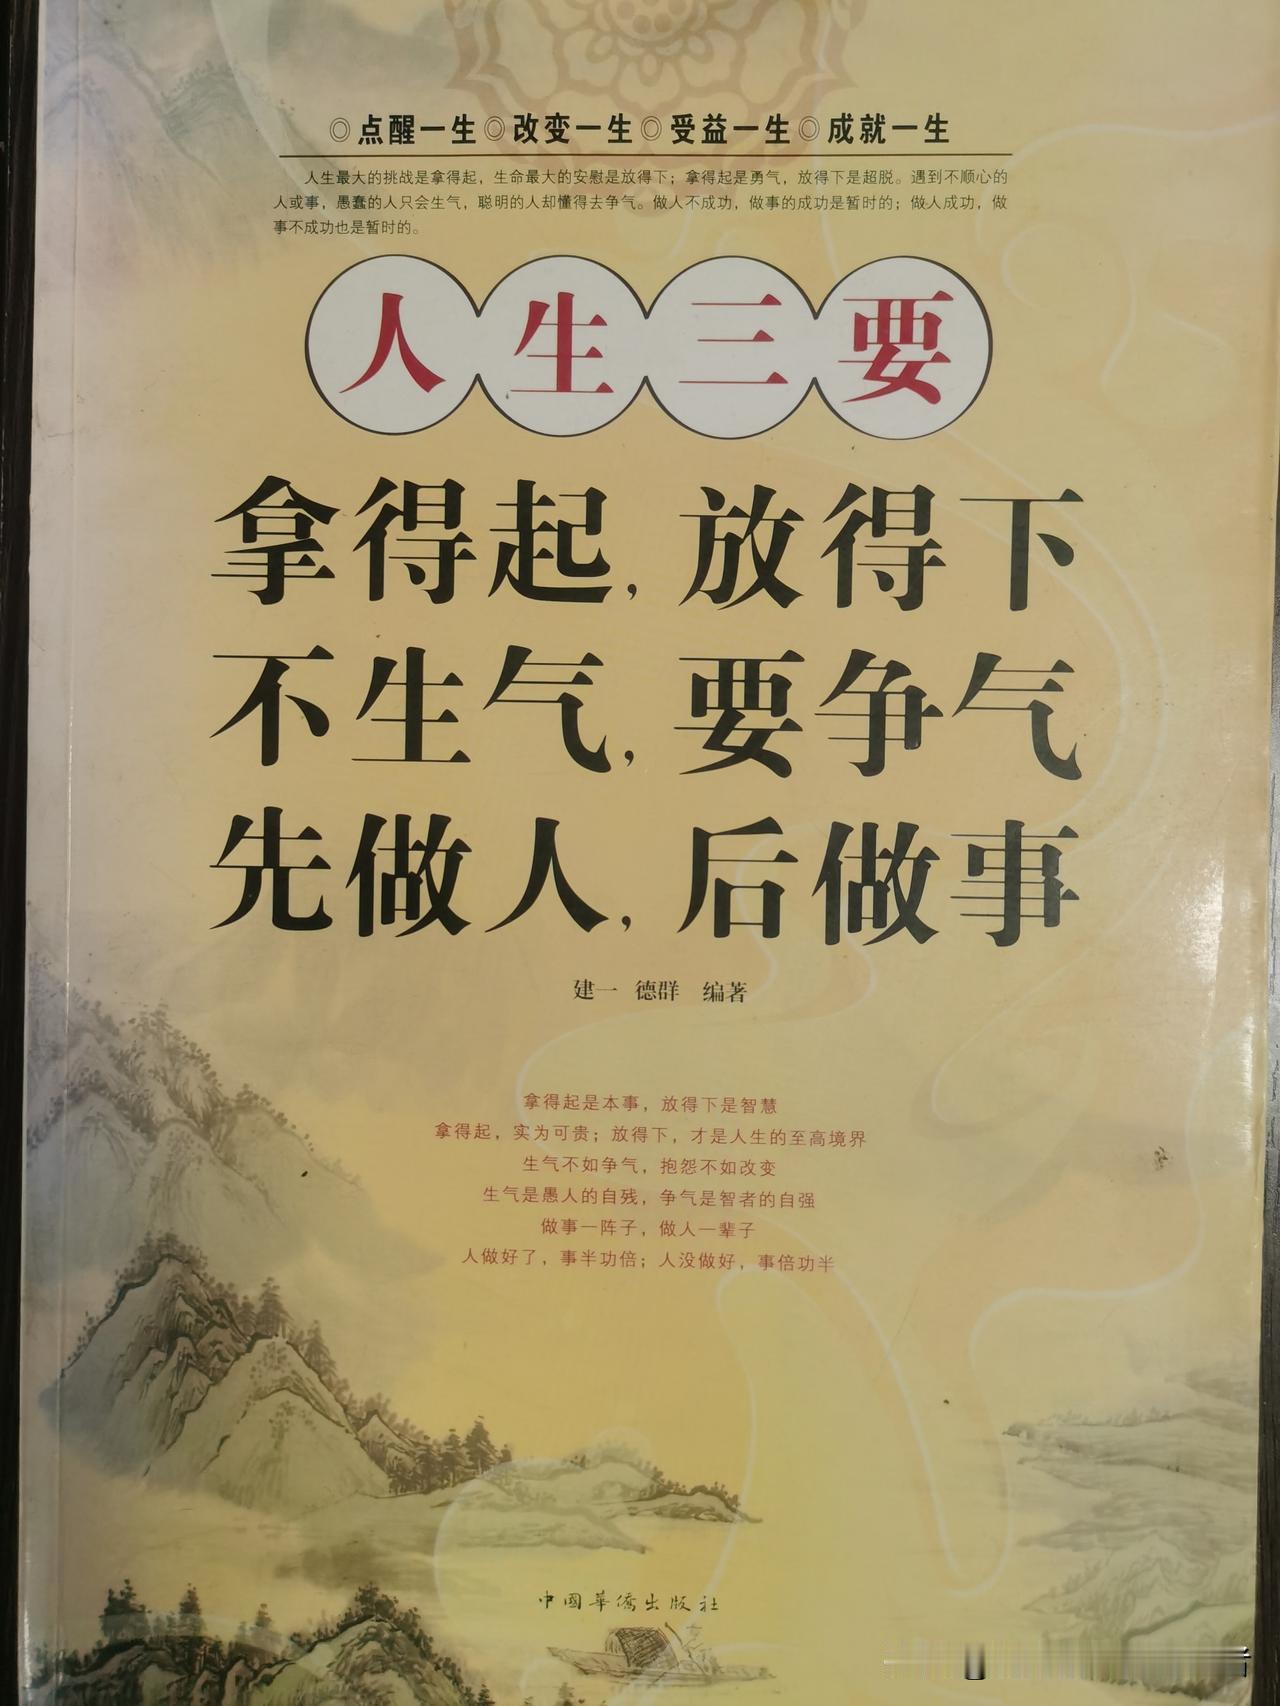 ◎点醒一生◎改变一生◎受益一生◎成就一生
人生最大的挑战是拿得起，生命最大的安慰是放得下；拿得起是勇气，放得下是超脱。遇到不顺心的
人或事，愚蠢的人只会生气，聪明的人却懂得去争气。做人不成功，做事的成功是暂时的；做人成功，做
事不成功也是暂时的。
人生三要
拿得起，放得下
不生气，要争气
先做人，后做事
建一 德群 编著
拿得起是本事，放得下是智慧
拿得起，实为可贵；放得下，才是人生的至高境界
生气不如争气，抱怨不如改变
生气是愚人的自残，争气是智者的自强
做事一阵子，做人一辈子
人做好了，事半功倍；人没做好，事倍功半
中國華僑出版社